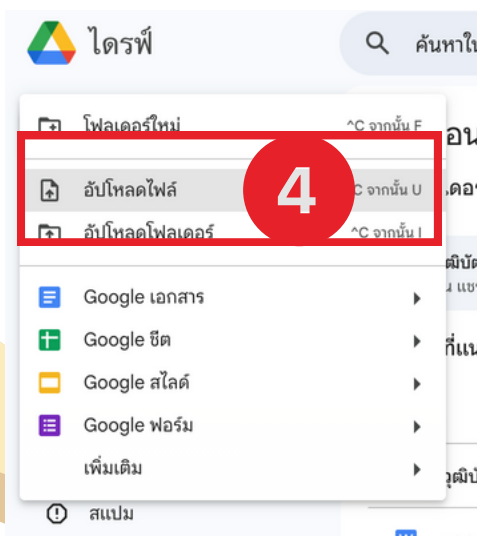 ไดรฟ์
ค้นหาใน
โฟลเดอร์ใหม่ ^C จากนั้น F
อัปโหลดไฟล์ 4 C จากนั้น U
อัปโหลดโฟลเดอร์ ^C จากนั้น I
Google เอกสาร
Google ชีต
Google สไลด์
Google ฟอร์ม
เพิ่มเติม
สแปม